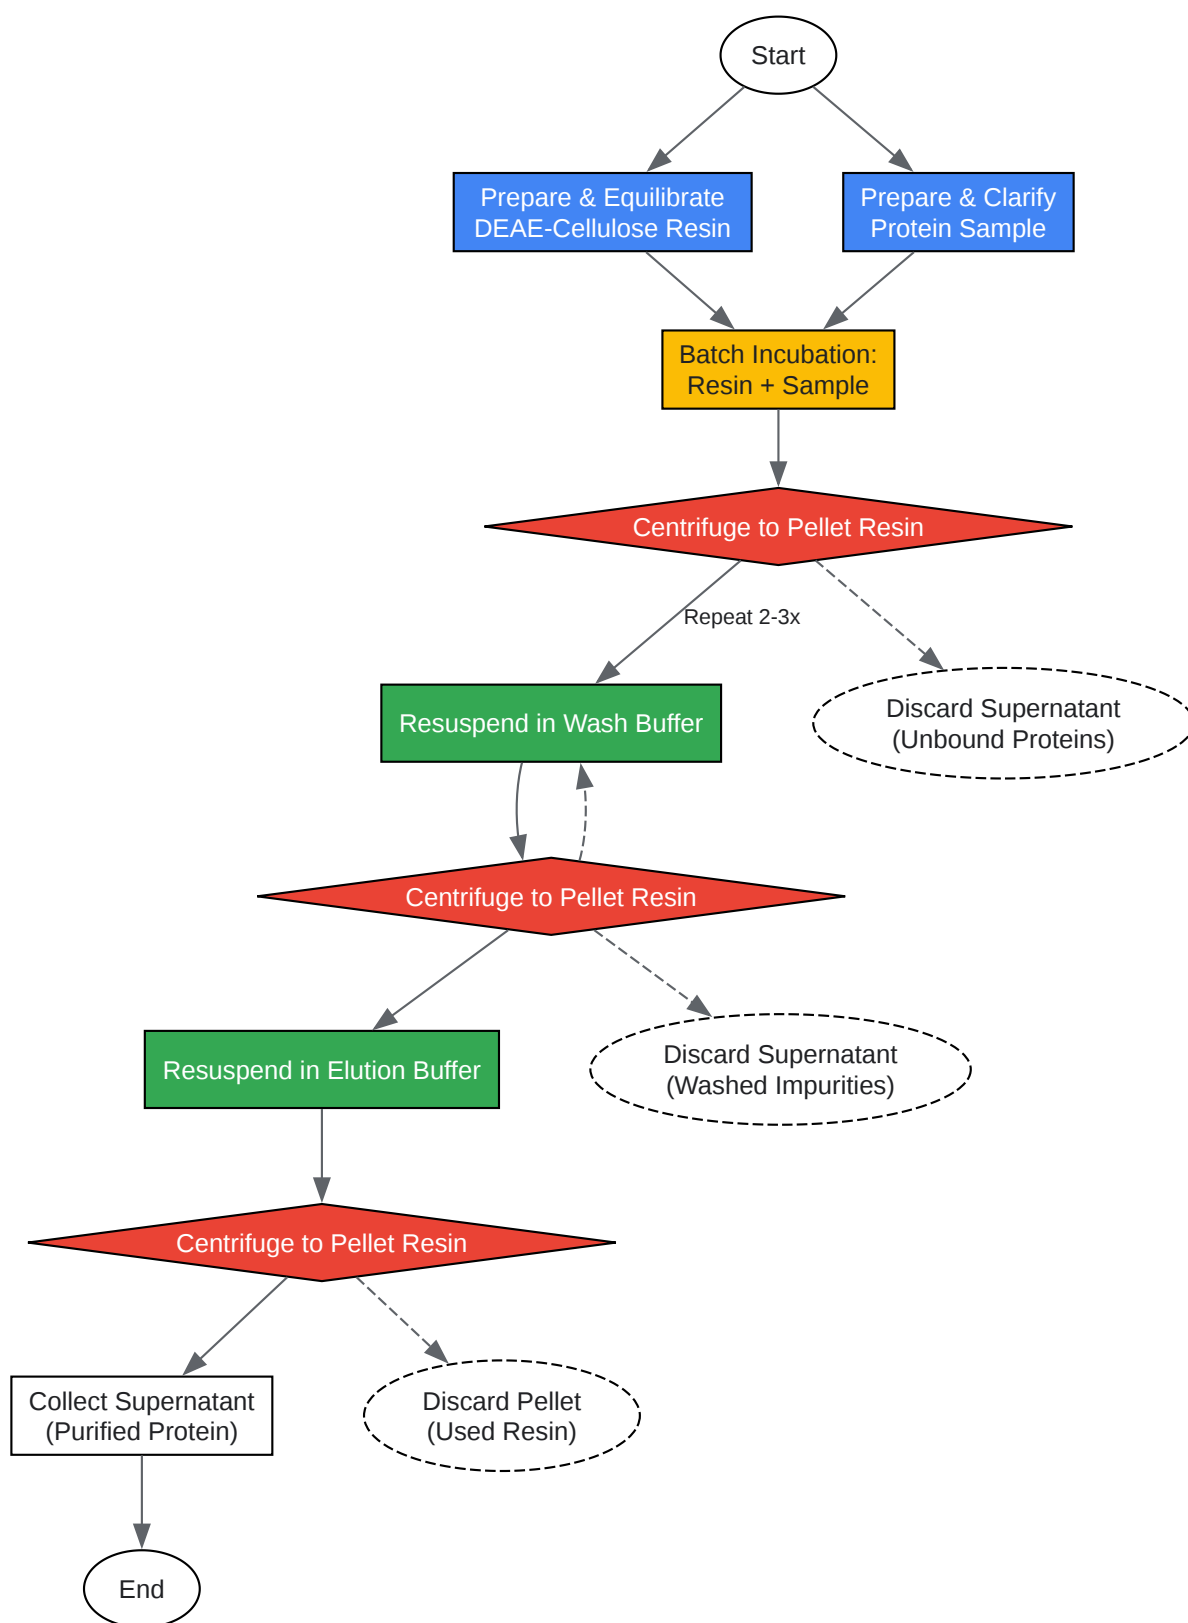 Start
Prepare & Equilibrate
DEAE-Cellulose Resin
Prepare & Clarify
Protein Sample
Batch Incubation:
Resin + Sample
Centrifuge to Pellet Resin
Repeat 2-3x
Resuspend in Wash Buffer
Discard Supernatant
(Unbound Proteins)
Centrifuge to Pellet Resin
Resuspend in Elution Buffer
Discard Supernatant
(Washed Impurities)
Centrifuge to Pellet Resin
Collect Supernatant
(Purified Protein)
Discard Pellet
(Used Resin)
End